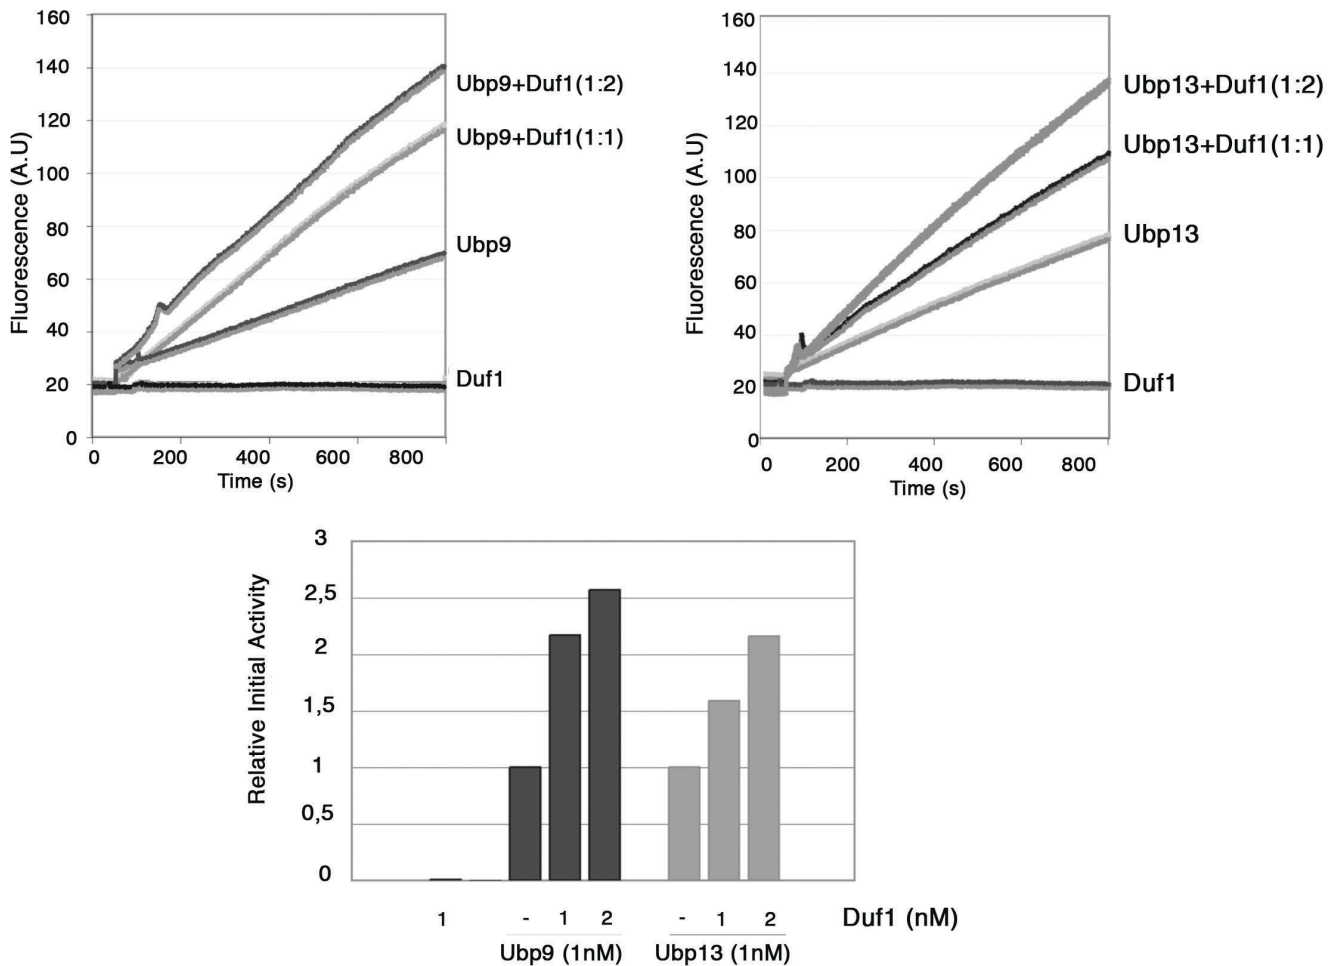 160
140
120
100
80
60
40
20
0
Fluorescence (A.U)
0 200 400 600 800
Time (s)
Ubp9+Duf1(1:2)
Ubp9+Duf1(1:1)
Ubp9
Duf1
160
140
120
100
80
60
40
20
0
Fluorescence (A.U)
0 200 400 600 800
Time (s)
Ubp13+Duf1(1:2)
Ubp13+Duf1(1:1)
Ubp13
Duf1
3
2,5
2
1,5
1
0,5
0
Relative Initial Activity
1 - 1 2 - 1 2 Duf1 (nM)
Ubp9 (1nM) Ubp13 (1nM)